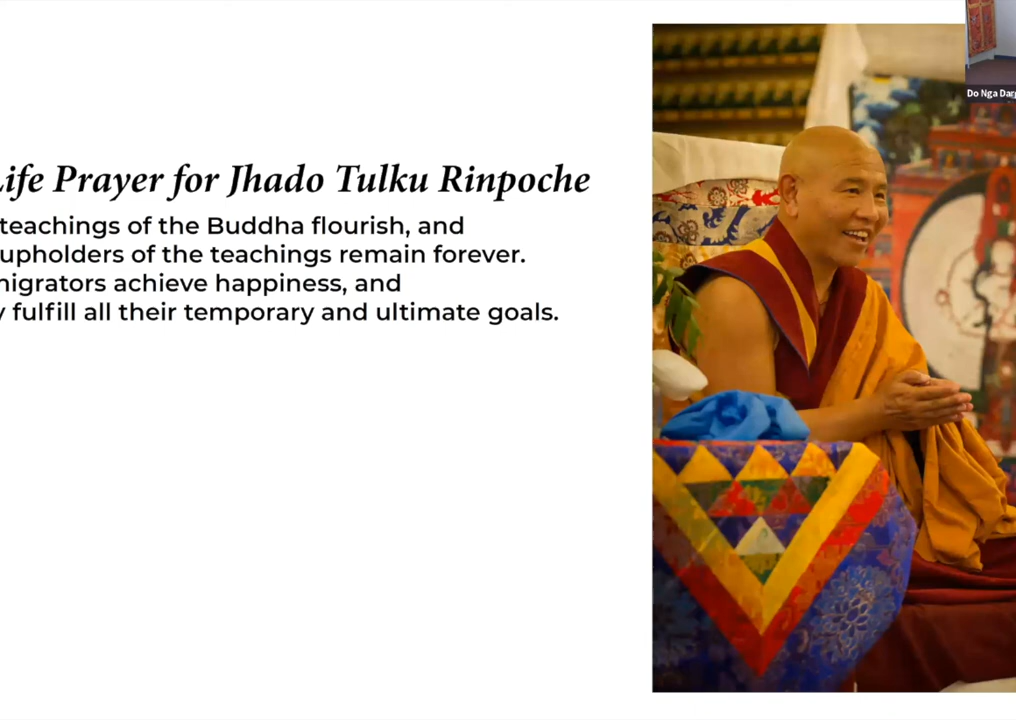 Life Prayer for Jhado Tulku Rinpoche
teachings of the Buddha flourish, and
upholders of the teachings remain forever.
migrators achieve happiness, and
y fulfill all their temporary and ultimate goals.
Do Nga Darg